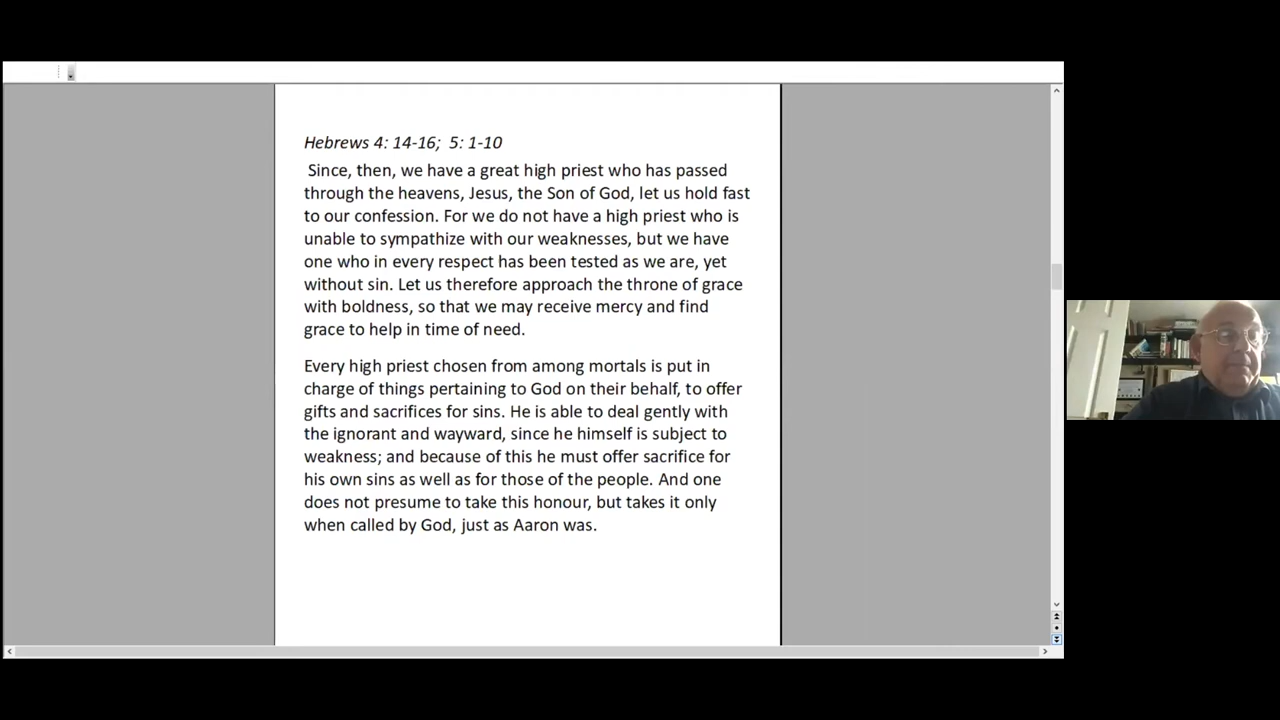 Hebrews 4: 14-16;  5: 1-10
Since, then, we have a great high priest who has passed
through the heavens, Jesus, the Son of God, let us hold fast
to our confession. For we do not have a high priest who is
unable to sympathize with our weaknesses, but we have
one who in every respect has been tested as we are, yet
without sin. Let us therefore approach the throne of grace
with boldness, so that we may receive mercy and find
grace to help in time of need.
Every high priest chosen from among mortals is put in
charge of things pertaining to God on their behalf, to offer
gifts and sacrifices for sins. He is able to deal gently with
the ignorant and wayward, since he himself is subject to
weakness; and because of this he must offer sacrifice for
his own sins as well as for those of the people. And one
does not presume to take this honour, but takes it only
when called by God, just as Aaron was.